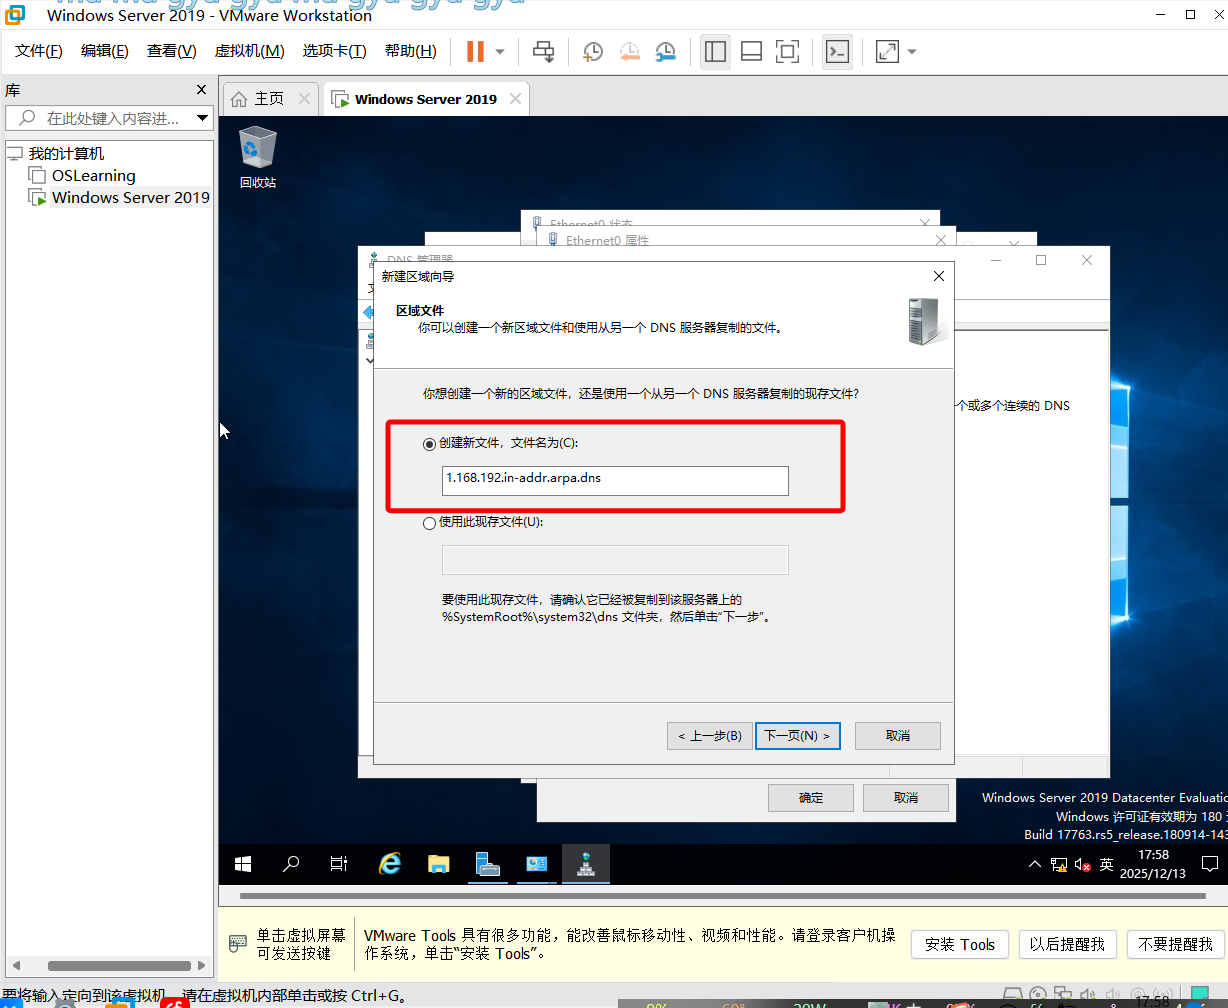 Windows Server 2019 - VMware Workstation
文件(F) 编辑(E) 查看(V) 虚拟机(M) 选项卡(T) 帮助(H)
库
在此处键入内容进...
我的计算机
OSLearning
Windows Server 2019
主页
Windows Server 2019
回收站
Ethernet0 状态
Ethernet0 属性
DNS 管理器
新建区域向导
区域文件
你可以创建一个新区域文件和使用从另一个 DNS 服务器复制的文件。
你想创建一个新的区域文件，还是使用一个从另一个 DNS 服务器复制的现存文件?
个或多个连续的 DNS
创建新文件，文件名为(C):
1.168.192.in-addr.arpa.dns
使用此现存文件(U):
要使用此现存文件，请确认它已经被复制到该服务器上的
%SystemRoot%\system32\dns 文件夹，然后单击“下一步”。
< 上一步(B) 下一页(N) > 取消
确定 取消
Windows Server 2019 Datacenter Evaluatio
Windows 许可证有效期为 180
Build 17763.rs5_release.180914-143
英
17:58
2025/12/13
单击虚拟屏幕
可发送按键
VMware Tools 具有很多功能，能改善鼠标移动性、视频和性能。请登录客户机操
作系统，单击“安装 Tools”。
安装 Tools 以后提醒我 不要提醒我
要将输入定向到该虚拟机，请在虚拟机内部单击或按 Ctrl+G。
17:58